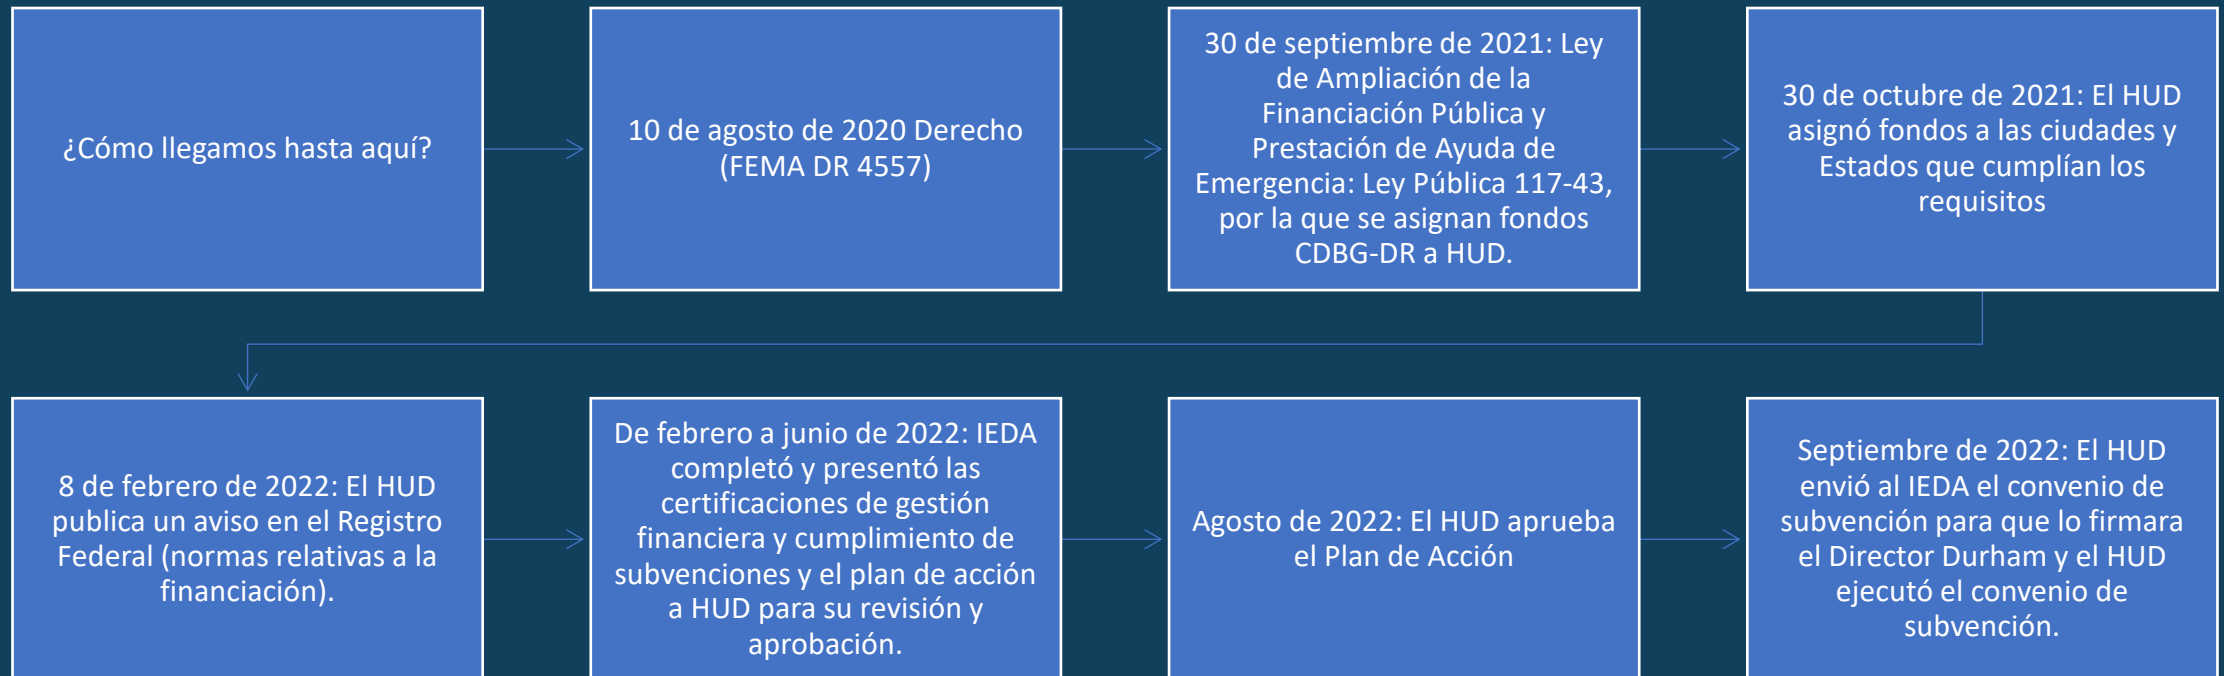 ¿Cómo llegamos hasta aquí?
10 de agosto de 2020 Derecho
(FEMA DR 4557)
30 de septiembre de 2021: Ley
de Ampliación de la
Financiación Pública y
Prestación de Ayuda de
Emergencia: Ley Pública 117-43,
por la que se asignan fondos
CDBG-DR a HUD.
30 de octubre de 2021: El HUD
asignó fondos a las ciudades y
Estados que cumplían los
requisitos
8 de febrero de 2022: El HUD
publica un aviso en el Registro
Federal (normas relativas a la
financiación).
De febrero a junio de 2022: IEDA
completó y presentó las
certificaciones de gestión
financiera y cumplimiento de
subvenciones y el plan de acción
a HUD para su revisión y
aprobación.
Agosto de 2022: El HUD aprueba
el Plan de Acción
Septiembre de 2022: El HUD
envió al IEDA el convenio de
subvención para que lo firmara
el Director Durham y el HUD
ejecutó el convenio de
subvención.